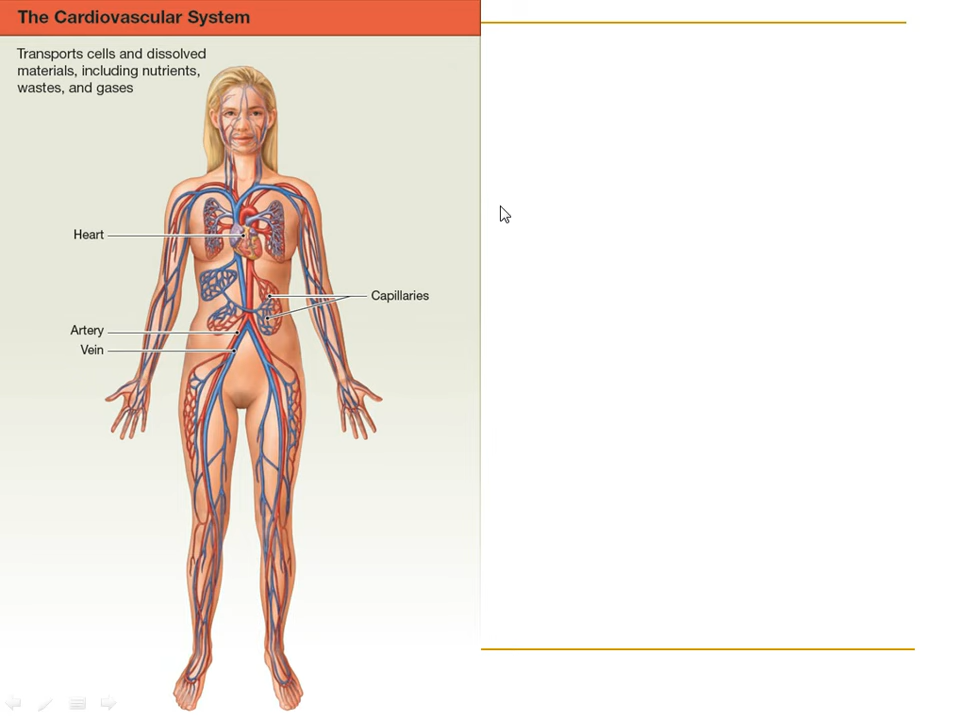 The Cardiovascular System
Transports cells and dissolved
materials, including nutrients,
wastes, and gases
Heart
Capillaries
Artery
Vein